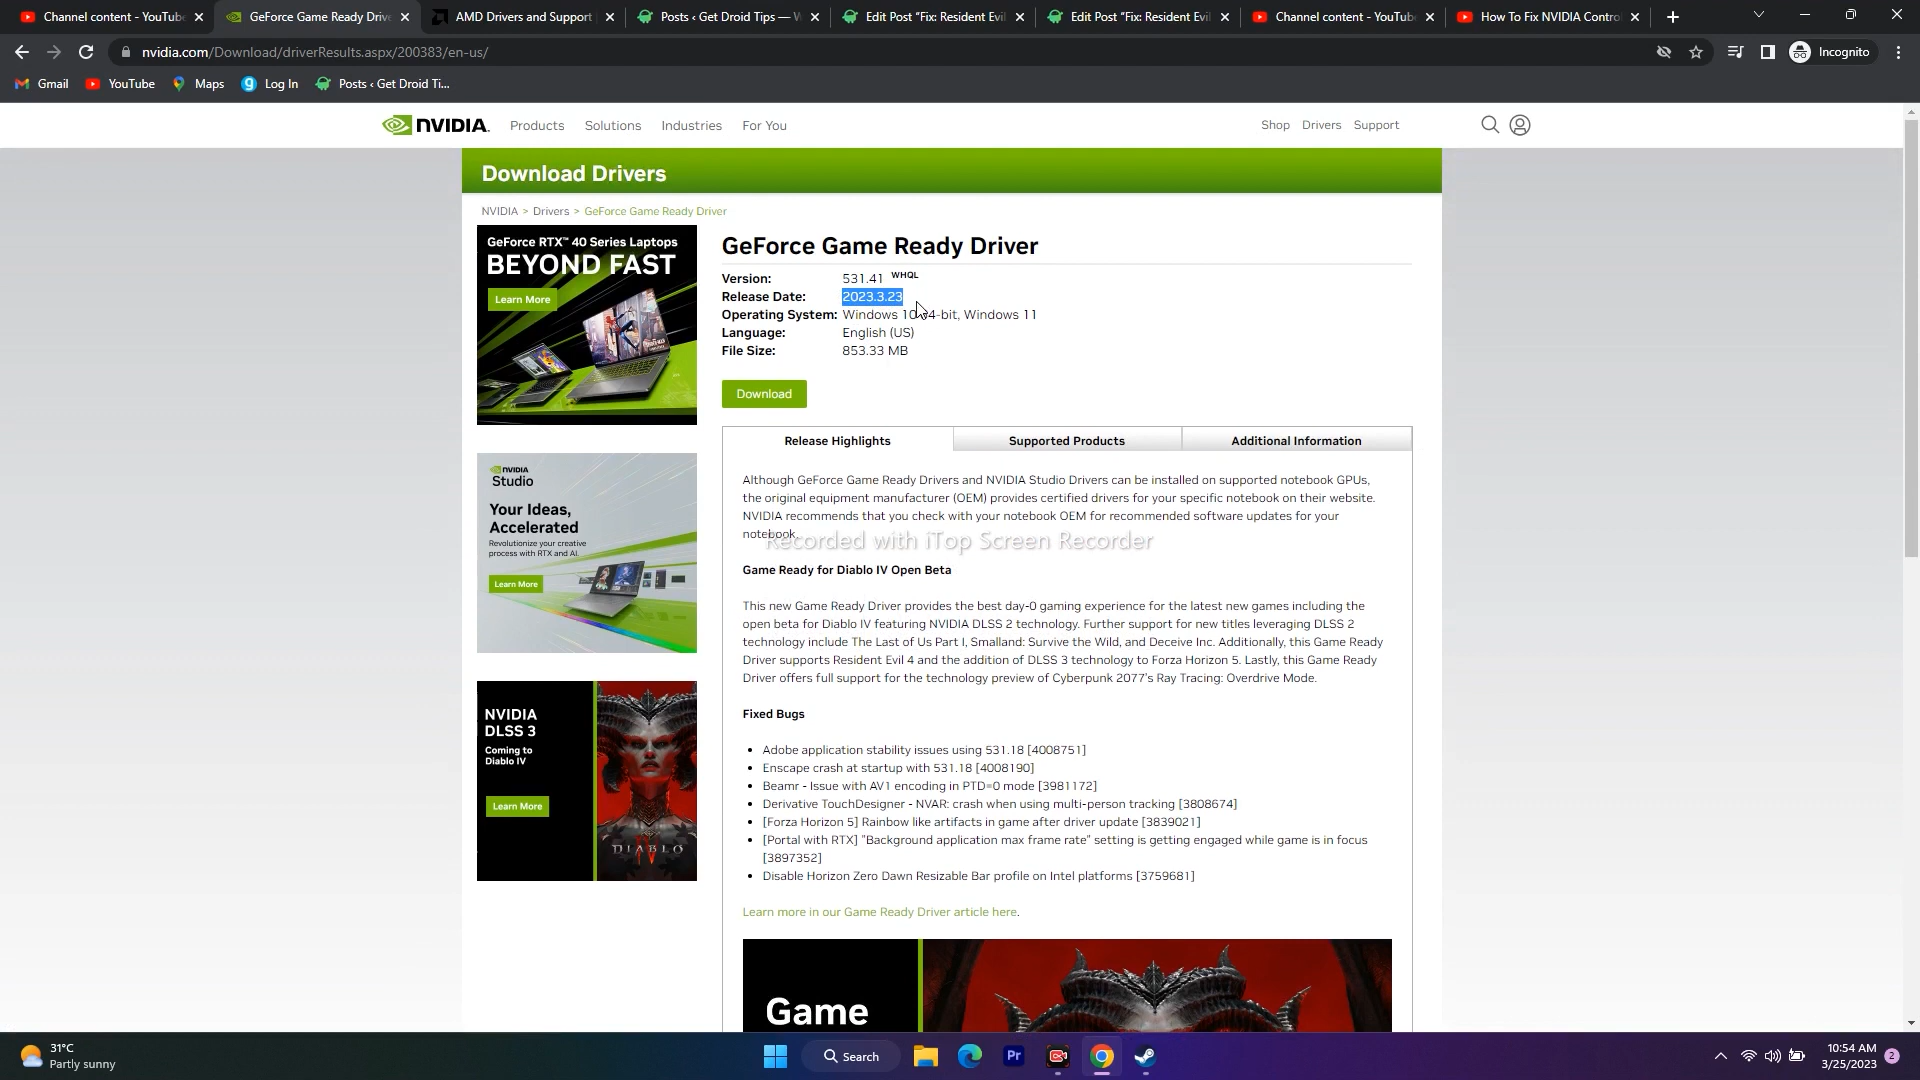 Channel content - YouTube
GeForce Game Ready Drive
AMD Drivers and Support
Posts ‹ Get Droid Tips — W
Edit Post “Fix: Resident Evil
Edit Post “Fix: Resident Evil
Channel content - YouTube
How To Fix NVIDIA Contro
nvidia.com/Download/driverResults.aspx/200383/en-us/
Incognito
Gmail
YouTube
Maps
Log In
Posts ‹ Get Droid Ti...
NVIDIA.
Products
Solutions
Industries
For You
Shop
Drivers
Support
Download Drivers
NVIDIA > Drivers > GeForce Game Ready Driver
GeForce RTX™ 40 Series Laptops
BEYOND FAST
Learn More
GeForce Game Ready Driver
Version: 531.41 WHQL
Release Date: 2023.3.23
Operating System: Windows 10 64-bit, Windows 11
Language: English (US)
File Size: 853.33 MB
Download
Release Highlights
Supported Products
Additional Information
NVIDIA
Studio
Your Ideas,
Accelerated
Revolutionize your creative
process with RTX and AI.
Learn More
Although GeForce Game Ready Drivers and NVIDIA Studio Drivers can be installed on supported notebook GPUs,
the original equipment manufacturer (OEM) provides certified drivers for your specific notebook on their website.
NVIDIA recommends that you check with your notebook OEM for recommended software updates for your
notebook.
Recorded with iTop Screen Recorder
Game Ready for Diablo IV Open Beta
This new Game Ready Driver provides the best day-0 gaming experience for the latest new games including the
open beta for Diablo IV featuring NVIDIA DLSS 2 technology. Further support for new titles leveraging DLSS 2
technology include The Last of Us Part I, Smalland: Survive the Wild, and Deceive Inc. Additionally, this Game Ready
Driver supports Resident Evil 4 and the addition of DLSS 3 technology to Forza Horizon 5. Lastly, this Game Ready
Driver offers full support for the technology preview of Cyberpunk 2077's Ray Tracing: Overdrive Mode.
NVIDIA
DLSS 3
Coming to
Diablo IV
Learn More
DIABLO
Fixed Bugs
• Adobe application stability issues using 531.18 [4008751]
• Enscape crash at startup with 531.18 [4008190]
• Beamr - Issue with AV1 encoding in PTD=0 mode [3981172]
• Derivative TouchDesigner - NVAR: crash when using multi-person tracking [3808674]
• [Forza Horizon 5] Rainbow like artifacts in game after driver update [3839021]
• [Portal with RTX] "Background application max frame rate" setting is getting engaged while game is in focus
[3897352]
• Disable Horizon Zero Dawn Resizable Bar profile on Intel platforms [3759681]
Learn more in our Game Ready Driver article here.
Game
31°C
Partly sunny
Search
Pr
10:54 AM
3/25/2023
2